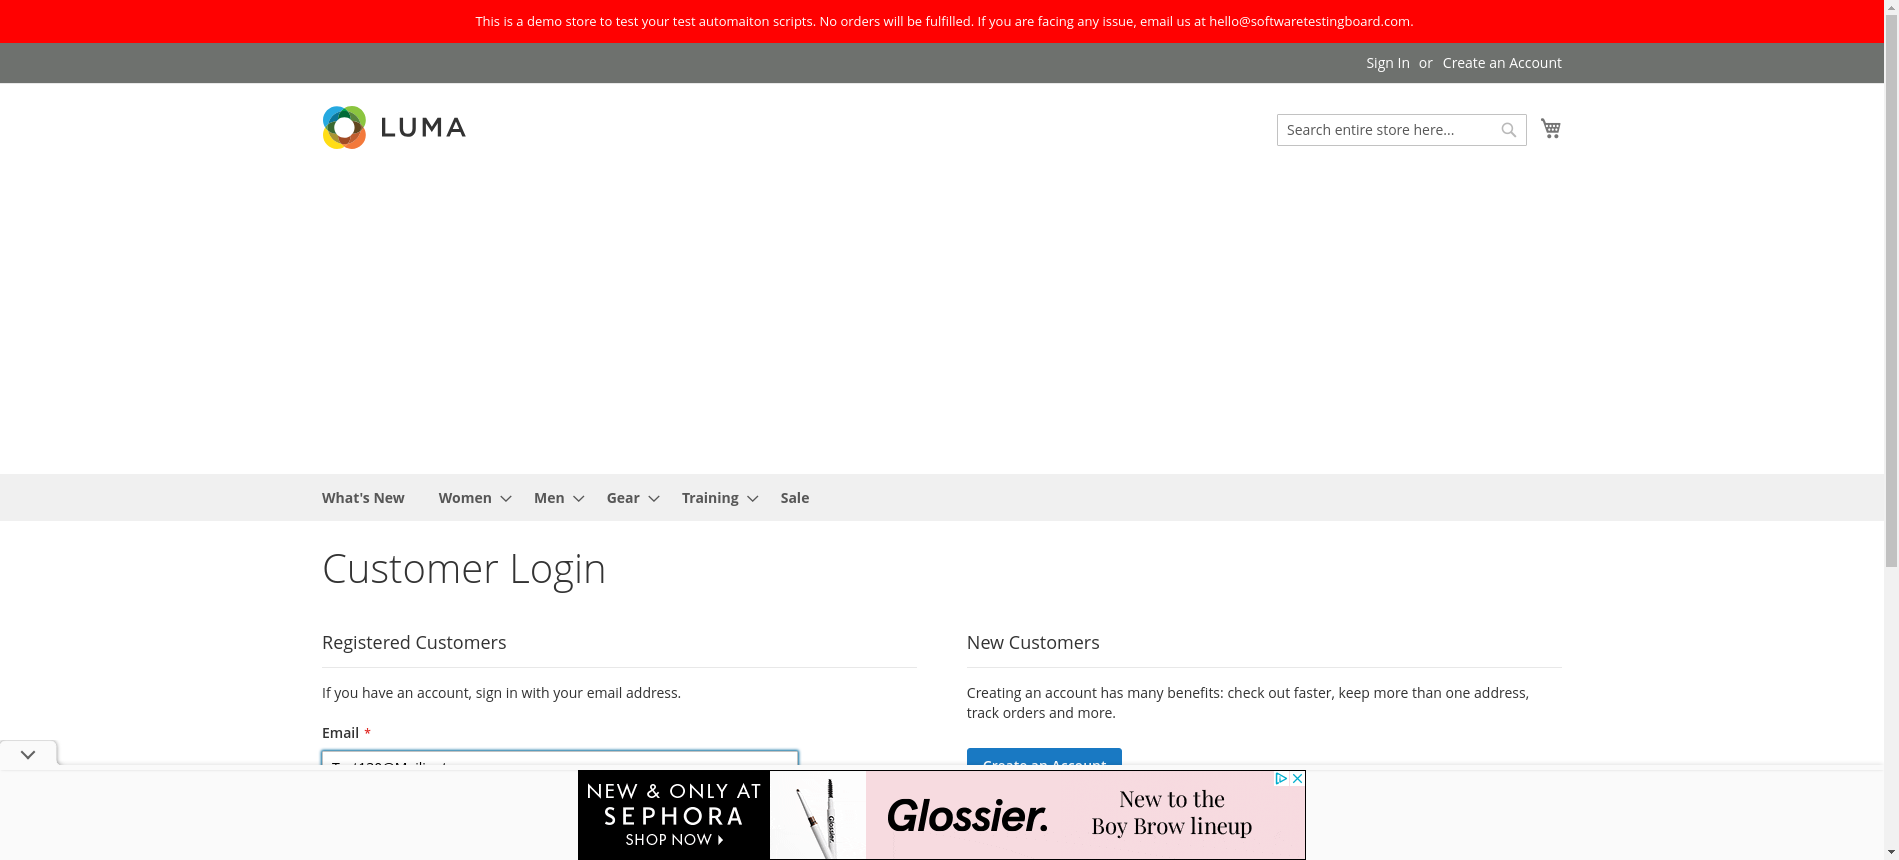 This is a demo store to test your test automaiton scripts. No orders will be fulfilled. If you are facing any issue, email us at hello@softwaretestingboard.com.
Sign In or Create an Account
LUMA
Search entire store here...
What's New Women Men Gear Training Sale
Customer Login
Registered Customers
If you have an account, sign in with your email address.
Email *
New Customers
Creating an account has many benefits: check out faster, keep more than one address,
track orders and more.
Create an Account
NEW & ONLY AT
SEPHORA
SHOP NOW
Glossier.
Glossier.
New to the
Boy Brow lineup